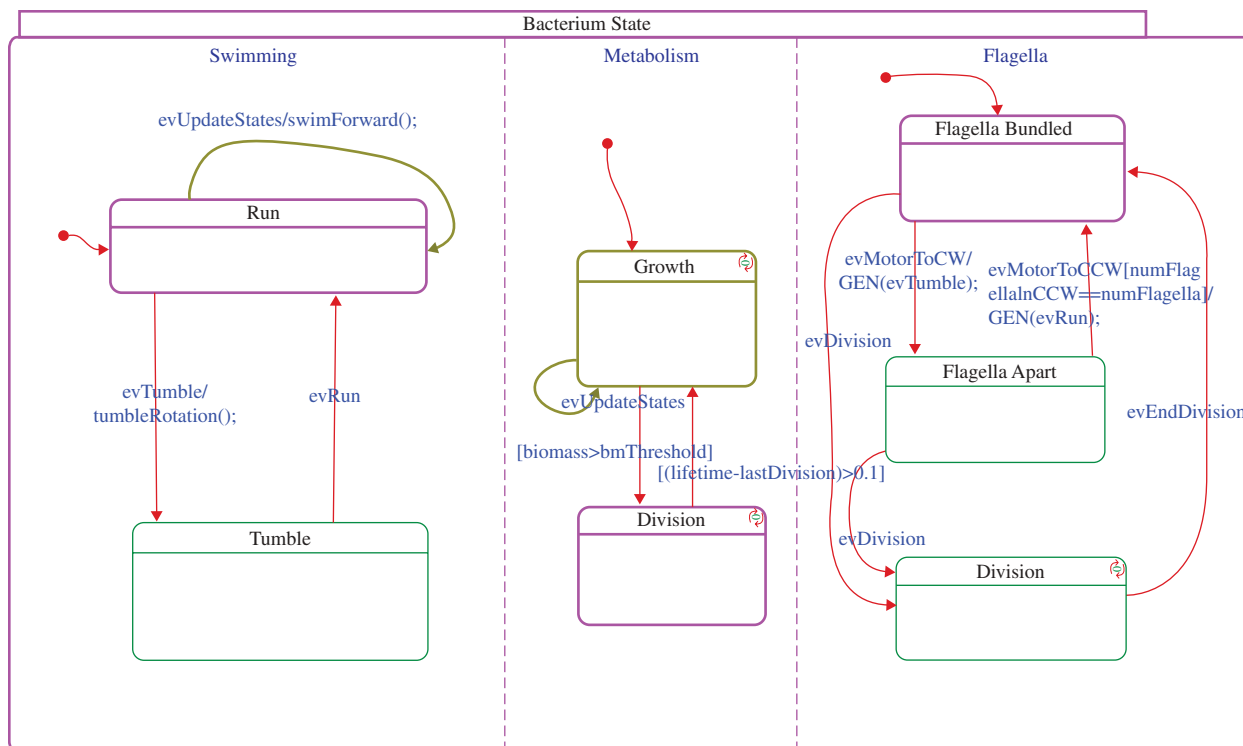 Bacterium State
Swimming
Metabolism
Flagella
evUpdateStates/swimForward();
Run
evTumble/
tumbleRotation();
evRun
Tumble
Growth
evUpdateStates
[biomass>bmThreshold]
[(lifetime-lastDivision)>0.1]
Division
Flagella Bundled
evMotorToCW/
GEN(evTumble);
evMotorToCCW[numFlag
ellalnCCW==numFlagella]/
GEN(evRun);
evDivision
Flagella Apart
evEndDivision
evDivision
Division